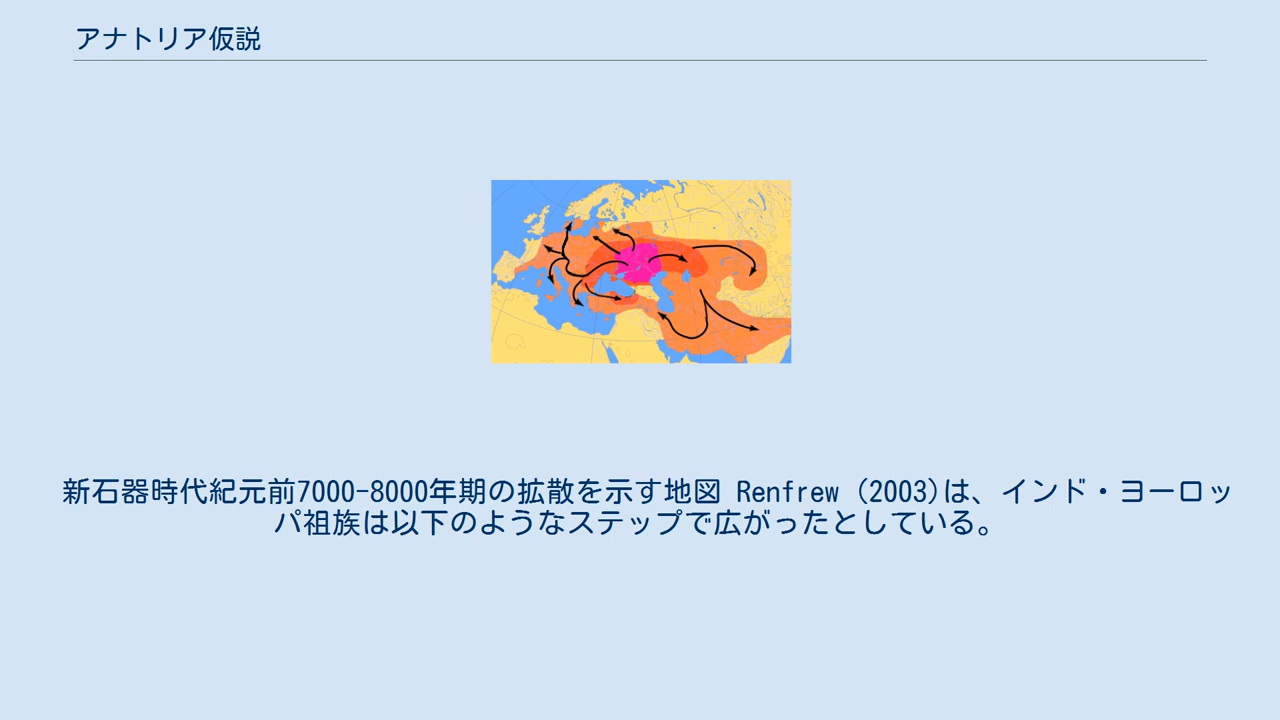 アナトリア仮説
新石器時代紀元前7000-8000年期の拡散を示す地図 Renfrew (2003)は、インド・ヨーロッ
パ祖族は以下のようなステップで広がったとしている。